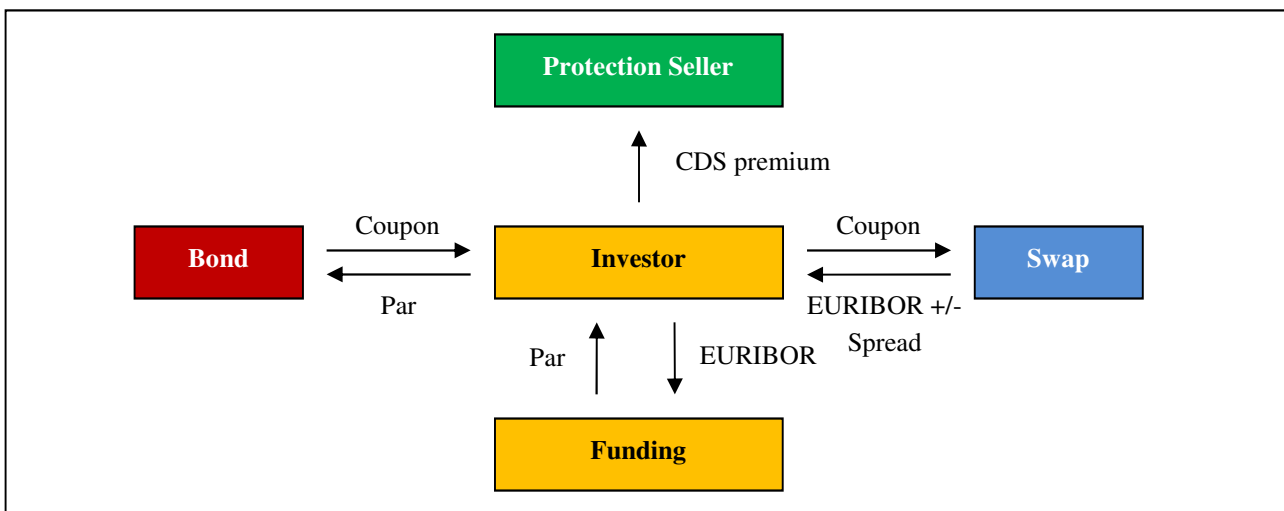 Protection Seller
CDS premium
Coupon
Coupon
Bond
Investor
Swap
Par
EURIBOR +/-
Spread
Par
EURIBOR
Funding